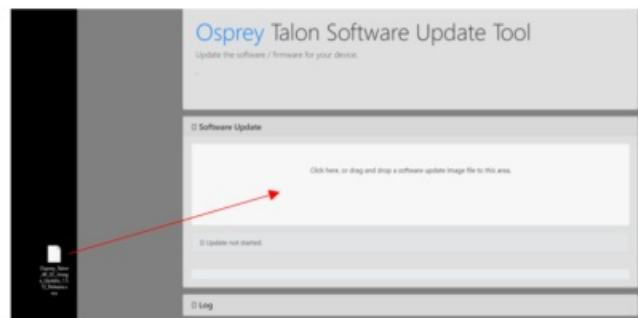 Osprey Talon Software Update Tool
Update the software / firmware for your device.
Software Update
Click here, or drag and drop a software update image file to this area.
Update not started.
Log